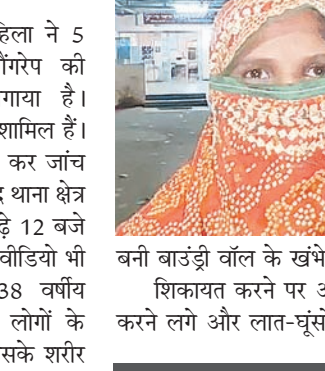 हिला ने 5
गैंगरेप की
गाया है।
शामिल हैं।
कर जांच
थाना क्षेत्र
ढ़े 12 बजे
वीडियो भी
38 वर्षीय
लोगों के
सके शरीर
बनी बाउंड्री वॉल के खंभे
शिकायत करने पर
करने लगे और लात-घूंसो